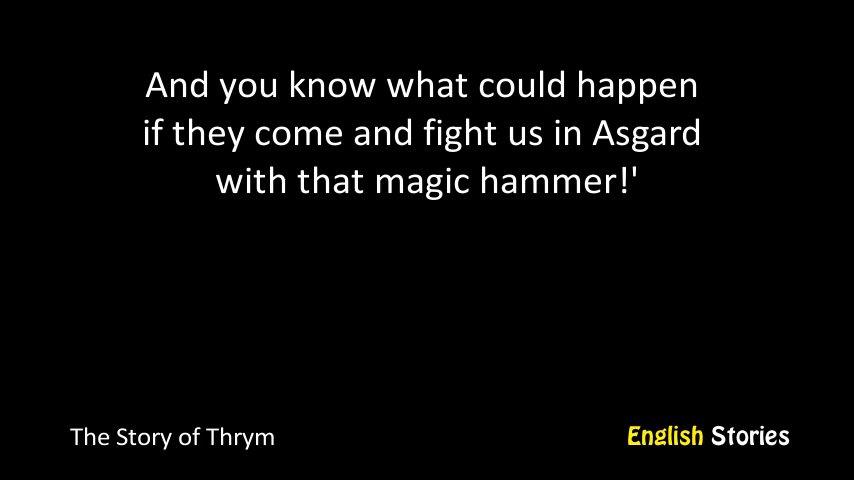 And you know what could happen
if they come and fight us in Asgard
with that magic hammer!'
The Story of Thrym
English Stories